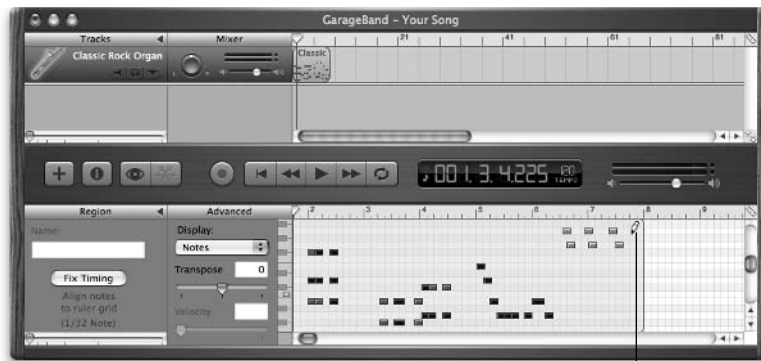 GarageBand – Your Song
Tracks
Mixer
21
41
61
81
Classic Rock Organ
Classic
001. 3. 4.225
120
TEMPO
Region
Advanced
2
3
4
5
6
7
8
9
Name:
Display:
Notes
Transpose
0
Fix Timing
Align notes
to ruler grid
(1/32 Note)
Velocity